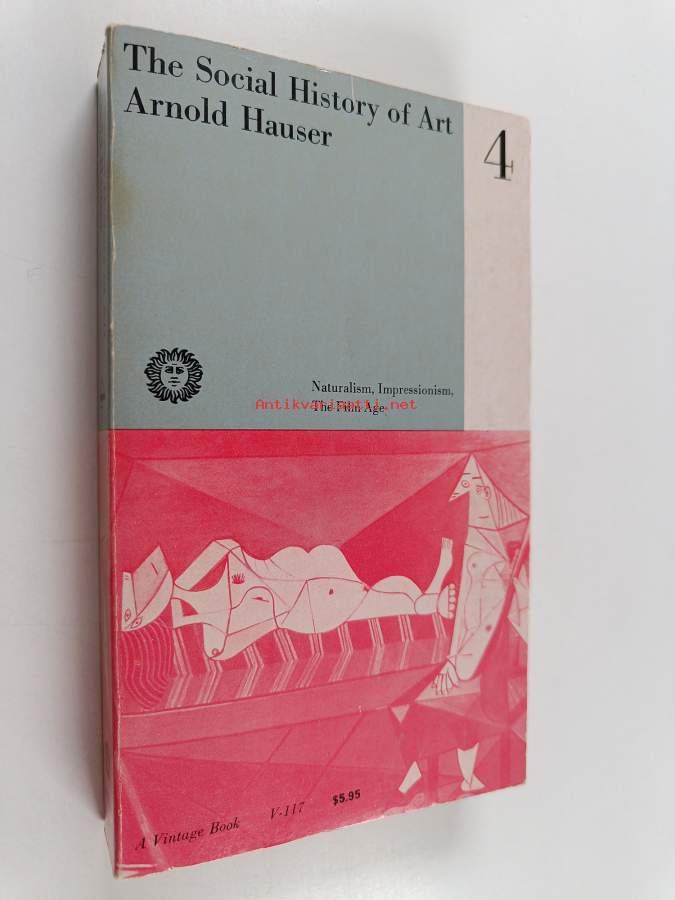 The Social History of Art
Arnold Hauser
4
Naturalism, Impressionism,
Antikvariaatti.net
The Film Age
A Vintage Book V-117 $5.95